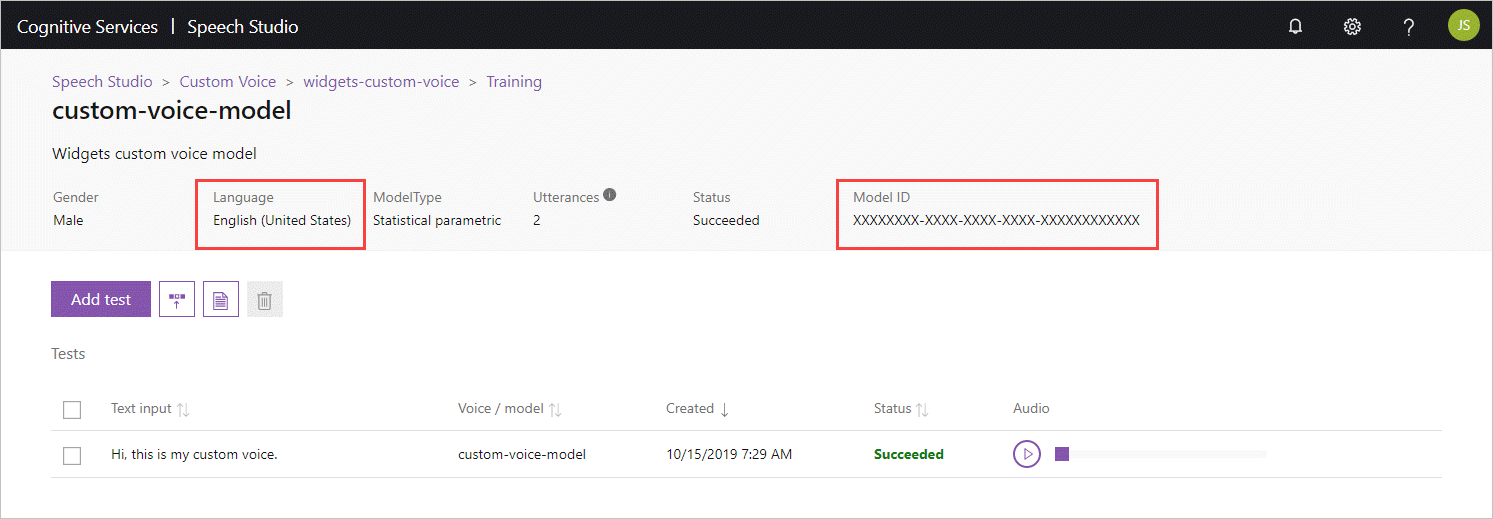 Cognitive Services | Speech Studio
? JS
Speech Studio > Custom Voice > widgets-custom-voice > Training
custom-voice-model
Widgets custom voice model
Gender Language ModelType Utterances Status Model ID
Male English (United States) Statistical parametric 2 Succeeded XXXXXXXX-XXXX-XXXX-XXXX-XXXXXXXXXXXX
Add test
Tests
Text input Voice / model Created Status Audio
Hi, this is my custom voice. custom-voice-model 10/15/2019 7:29 AM Succeeded